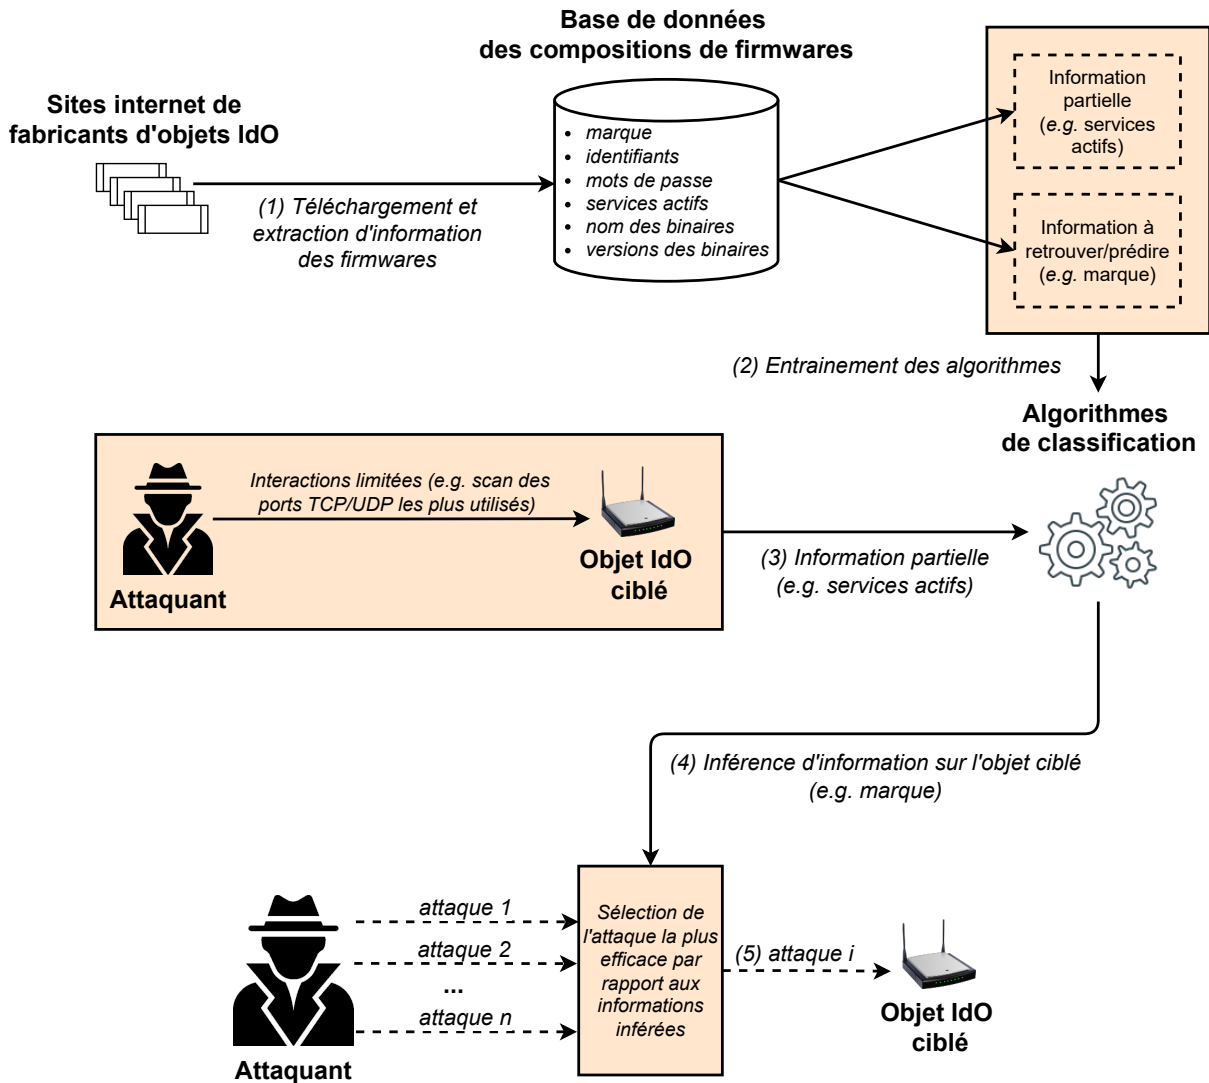 Base de données
des compositions de firmwares
Sites internet de
fabricants d'objets IdO
(1) Téléchargement et
extraction d'information
des firmwares
• marque
• identifiants
• mots de passe
• services actifs
• nom des binaires
• versions des binaires
Information
partielle
(e.g. services
actifs)
Information à
retrouver/prédire
(e.g. marque)
(2) Entrainement des algorithmes
Algorithmes
de classification
Interactions limitées (e.g. scan des
ports TCP/UDP les plus utilisés)
Attaquant
Objet IdO
ciblé
(3) Information partielle
(e.g. services actifs)
(4) Inférence d'information sur l'objet ciblé
(e.g. marque)
attaque 1
attaque 2
...
attaque n
Attaquant
Sélection de
l'attaque la plus
efficace par
rapport aux
informations
inférées
(5) attaque i
Objet IdO
ciblé